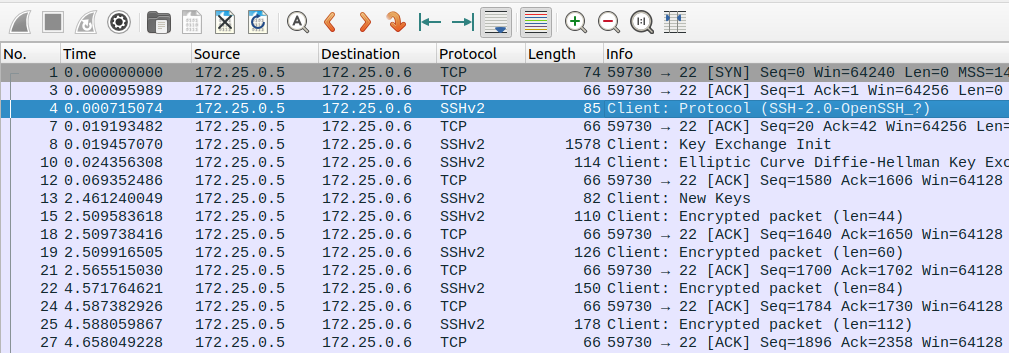 No. Time Source Destination Protocol Length Info
1 0.000000000 172.25.0.5 172.25.0.6 TCP 74 59730 → 22 [SYN] Seq=0 Win=64240 Len=0 MSS=14
3 0.000095989 172.25.0.5 172.25.0.6 TCP 66 59730 → 22 [ACK] Seq=1 Ack=1 Win=64256 Len=0
4 0.000715074 172.25.0.5 172.25.0.6 SSHv2 85 Client: Protocol (SSH-2.0-OpenSSH_?)
7 0.019193482 172.25.0.5 172.25.0.6 TCP 66 59730 → 22 [ACK] Seq=20 Ack=42 Win=64256 Len=
8 0.019457070 172.25.0.5 172.25.0.6 SSHv2 1578 Client: Key Exchange Init
10 0.024356308 172.25.0.5 172.25.0.6 SSHv2 114 Client: Elliptic Curve Diffie-Hellman Key Exc
12 0.069352486 172.25.0.5 172.25.0.6 TCP 66 59730 → 22 [ACK] Seq=1580 Ack=1606 Win=64128
13 2.461240049 172.25.0.5 172.25.0.6 SSHv2 82 Client: New Keys
15 2.509583618 172.25.0.5 172.25.0.6 SSHv2 110 Client: Encrypted packet (len=44)
18 2.509738416 172.25.0.5 172.25.0.6 TCP 66 59730 → 22 [ACK] Seq=1640 Ack=1650 Win=64128
19 2.509916505 172.25.0.5 172.25.0.6 SSHv2 126 Client: Encrypted packet (len=60)
21 2.565515030 172.25.0.5 172.25.0.6 TCP 66 59730 → 22 [ACK] Seq=1700 Ack=1702 Win=64128
22 4.571764621 172.25.0.5 172.25.0.6 SSHv2 150 Client: Encrypted packet (len=84)
24 4.587382926 172.25.0.5 172.25.0.6 TCP 66 59730 → 22 [ACK] Seq=1784 Ack=1730 Win=64128
25 4.588059867 172.25.0.5 172.25.0.6 SSHv2 178 Client: Encrypted packet (len=112)
27 4.658049228 172.25.0.5 172.25.0.6 TCP 66 59730 → 22 [ACK] Seq=1896 Ack=2358 Win=64128